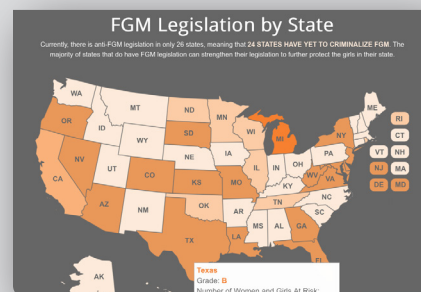 FGM Legislation by State
Currently, there is anti-FGM legislation in only 26 states, meaning that 24 STATES HAVE YET TO CRIMINALIZE FGM. The
majority of states that do have FGM legislation can strengthen their legislation to further protect the girls in their state.
WA
MT
ND
MN
ME
OR
ID
SD
WI
MI
NY
RI
WY
CT
NE
IA
PA
VT NH
NV
UT
CO
IL
IN
OH
NJ MA
CA
KS
MO
KY
WV
VA
DE MD
AZ
NM
OK
AR
TN
NC
SC
TX
LA
MS
AL
GA
FL
AK
Texas
Grade: B
Number of Women and Girls At Risk: